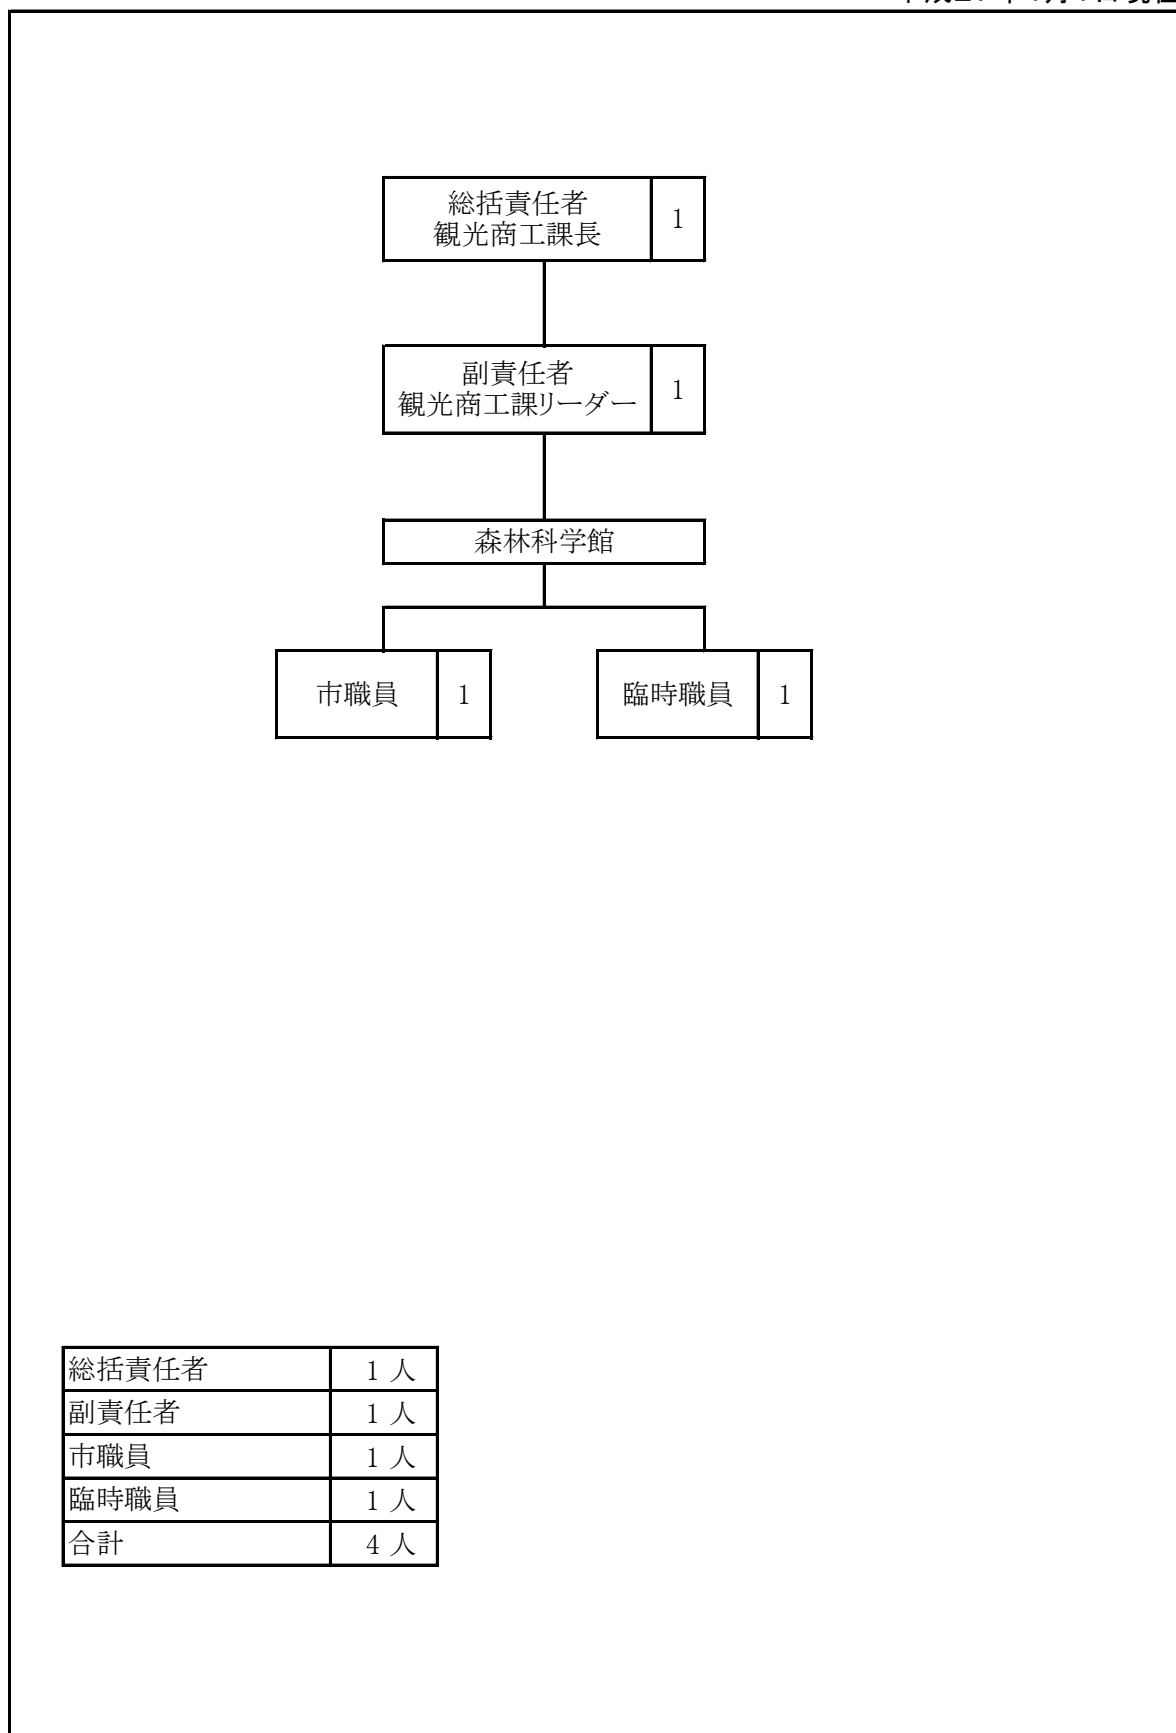 総括責任者
観光商工課長
1
副責任者
観光商工課リーダー
1
森林科学館
市職員
1
臨時職員
1
総括責任者 1 人
副責任者 1 人
市職員 1 人
臨時職員 1 人
合計 4 人